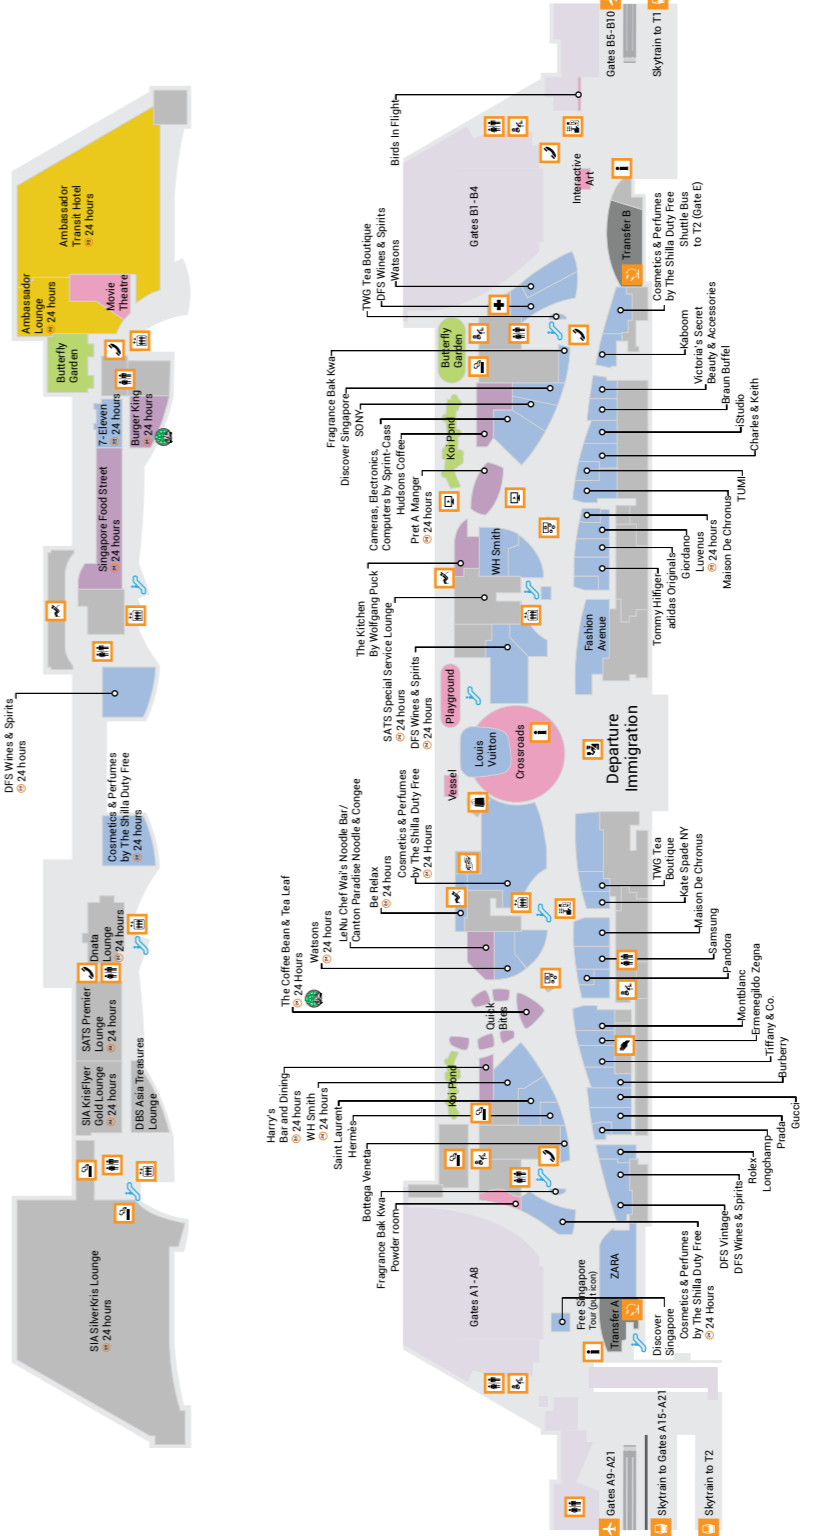 Ambassador
Transit Hotel
24 hours
Ambassador
Lounge
24 hours
Movie
Theatre
Butterfly
Garden
7-Eleven
24 hours
Burger King
24 hours
Singapore Food Street
24 hours
DFS Wines & Spirits
24 hours
Cosmetics & Perfumes
by The Shilla Duty Free
24 hours
Dnata
Lounge
24 hours
SATS Premier
Lounge
24 hours
SIA KrisFlyer
Gold Lounge
24 hours
DBS Asia Treasures
Lounge
SIA SilverKris Lounge
24 hours
Gates B5-B10
Skytrain to T1
Birds In Flight
Interactive
Art
Gates B1-B4
Transfer B
Shuttle Bus
to T2 (Gate E)
Cosmetics & Perfumes
by The Shilla Duty Free
TWG Tea Boutique
DFS Wines & Spirits
Watsons
Butterfly
Garden
Fragrance Bak Kwa
Discover Singapore
SONY
Cameras, Electronics,
Computers by Sprint-Cass
Hudsons Coffee
Koi Pond
Pret A Manger
24 hours
Kaboom
Victoria's Secret
Beauty & Accessories
Braun Buffel
iStudio
Charles & Keith
TUMI
Maison De Chronus
Luvenus
24 hours
Giordano
adidas Originals
Tommy Hilfiger
WH Smith
The Kitchen
By Wolfgang Puck
SATS Special Service Lounge
24 hours
DFS Wines & Spirits
24 hours
Fashion
Avenue
Playground
Louis
Vuitton
Crossroads
Vessel
Departure
Immigration
Cosmetics & Perfumes
by The Shilla Duty Free
24 Hours
Be Relax
24 hours
LeNu Chef Wai's Noodle Bar/
Canton Paradise Noodle & Congee
Watsons
24 hours
The Coffee Bean & Tea Leaf
24 Hours
Quick
Bites
TWG Tea
Boutique
Kate Spade NY
Maison De Chronus
Samsung
Pandora
Montblanc
Ermenegildo Zegna
Tiffany & Co.
Burberry
Gucci
Prada
Longchamp
Rolex
DFS Wines & Spirits
DFS Vintage
Koi Pond
Harry's
Bar and Dining
24 hours
WH Smith
24 hours
Saint Laurent
Hermès
Bottega Veneta
Fragrance Bak Kwa
Powder room
Cosmetics & Perfumes
by The Shilla Duty Free
24 Hours
Gates A1-A8
Free Singapore
Tour (put icon)
ZARA
Transfer A
Discover
Singapore
Gates A9-A21
Skytrain to Gates A15-A21
Skytrain to T2